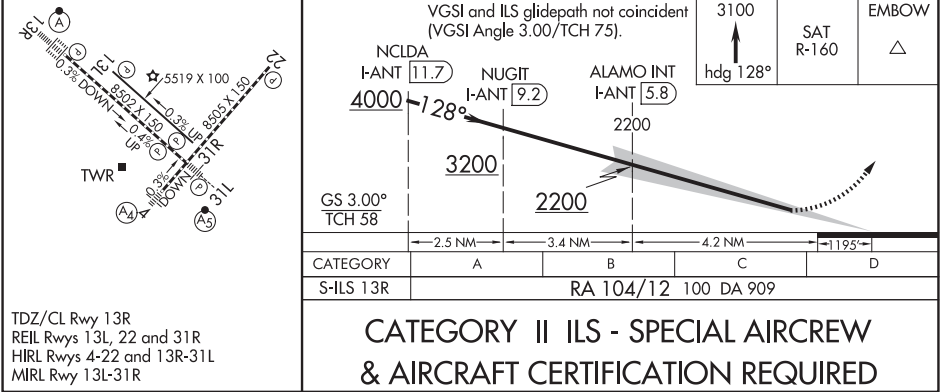 13R
A
P
0.3% DOWN
13L
P
5519 X 100
22
V
8502 X 150
0.3% UP
8505 X 150
0.4% UP
P
P
31R
TWR
0.3% DOWN
P
31L
A4
4
A5
TDZ/CL Rwy 13R
REIL Rwys 13L, 22 and 31R
HIRL Rwys 4-22 and 13R-31L
MIRL Rwy 13L-31R
VGSI and ILS glidepath not coincident
(VGSI Angle 3.00/TCH 75).
3100
hdg 128°
SAT
R-160
EMBOW
NCLDA
I-ANT 11.7
NUGIT
I-ANT 9.2
ALAMO INT
I-ANT 5.8
4000
128°
2200
3200
2200
GS 3.00°
TCH 58
2.5 NM
3.4 NM
4.2 NM
1195'
CATEGORY A B C D
S-ILS 13R RA 104/12 100 DA 909
CATEGORY II ILS - SPECIAL AIRCREW
& AIRCRAFT CERTIFICATION REQUIRED